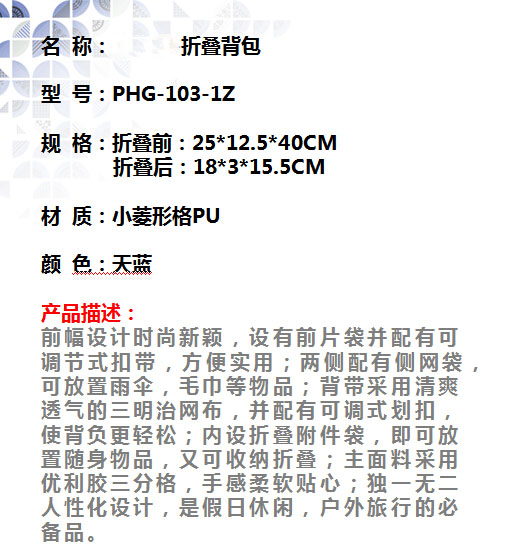 名 称： 折叠背包
型 号：PHG-103-1Z
规 格：折叠前：25*12.5*40CM
折叠后：18*3*15.5CM
材 质：小菱形格PU
颜 色：天蓝
产品描述：
前幅设计时尚新颖，设有前片袋并配有可
调节式扣带，方便实用；两侧配有侧网袋，
可放置雨伞，毛巾等物品；背带采用清爽
透气的三明治网布，并配有可调式划扣，
使背负更轻松；内设折叠附件袋，即可放
置随身物品，又可收纳折叠；主面料采用
优利胶三分格，手感柔软贴心；独一无二
人性化设计，是假日休闲，户外旅行的必
备品。